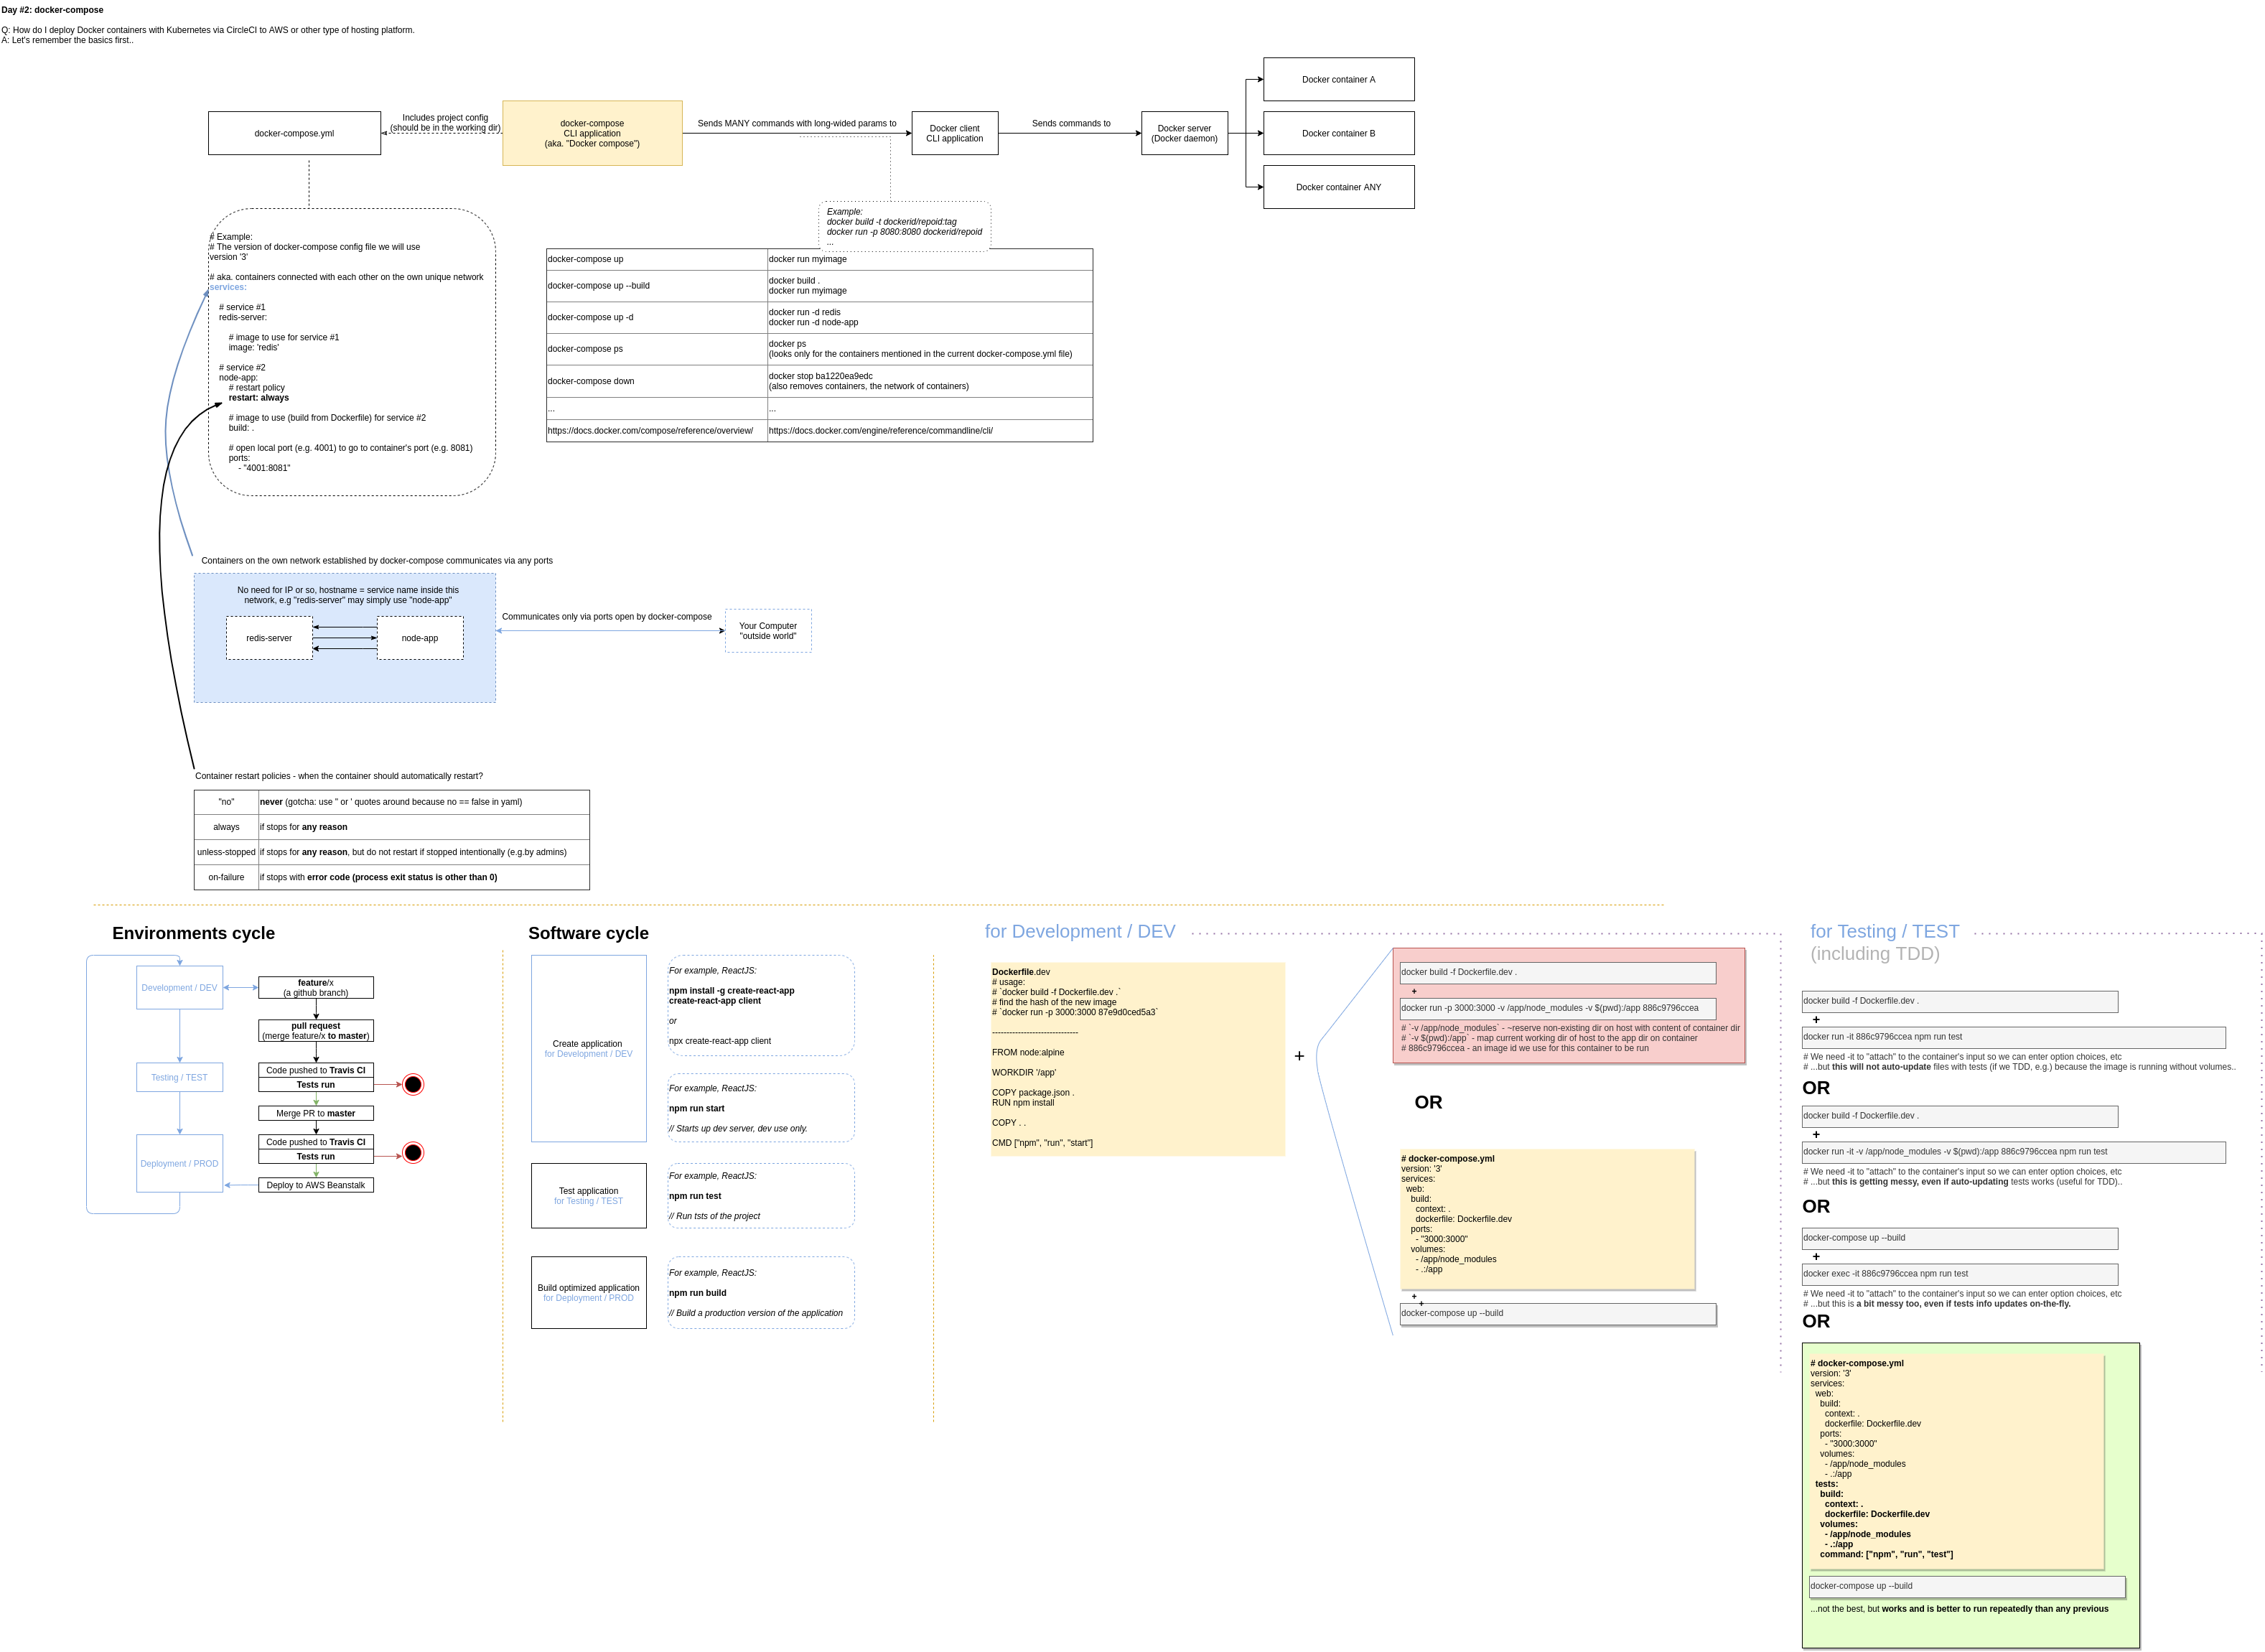 Day #2: docker-compose
Q: How do I deploy Docker containers with Kubernetes via CircleCI to AWS or other type of hosting platform.
A: Let's remember the basics first..
docker-compose.yml
Includes project config
(should be in the working dir)
docker-compose
CLI application
(aka. "Docker compose")
Sends MANY commands with long-wided params to
Docker client
CLI application
Sends commands to
Docker server
(Docker daemon)
Docker container A
Docker container B
Docker container ANY
Example:
docker build -t dockerid/repoid:tag
docker run -p 8080:8080 dockerid/repoid
...
# Example:
# The version of docker-compose config file we will use
version '3'
# aka. containers connected with each other on the own unique network
services:
# service #1
redis-server:
# image to use for service #1
image: 'redis'
# service #2
node-app:
# restart policy
restart: always
# image to use (build from Dockerfile) for service #2
build: .
# open local port (e.g. 4001) to go to container's port (e.g. 8081)
ports:
- "4001:8081"
docker-compose up
docker run myimage
docker-compose up --build
docker build .
docker run myimage
docker-compose up -d
docker run -d redis
docker run -d node-app
docker-compose ps
docker ps
(looks only for the containers mentioned in the current docker-compose.yml file)
docker-compose down
docker stop ba1220ea9edc
(also removes containers, the network of containers)
...
...
https://docs.docker.com/compose/reference/overview/
https://docs.docker.com/engine/reference/commandline/cli/
Containers on the own network established by docker-compose communicates via any ports
No need for IP or so, hostname = service name inside this
network, e.g "redis-server" may simply use "node-app"
redis-server
node-app
Communicates only via ports open by docker-compose
Your Computer
"outside world"
Container restart policies - when the container should automatically restart?
"no"
never (gotcha: use " or ' quotes around because no == false in yaml)
always
if stops for any reason
unless-stopped
if stops for any reason, but do not restart if stopped intentionally (e.g.by admins)
on-failure
if stops with error code (process exit status is other than 0)
Environments cycle
Development / DEV
Testing / TEST
Deployment / PROD
feature/x
(a github branch)
pull request
(merge feature/x to master)
Code pushed to Travis CI
Tests run
Merge PR to master
Code pushed to Travis CI
Tests run
Deploy to AWS Beanstalk
Software cycle
Create application
for Development / DEV
For example, ReactJS:
npm install -g create-react-app
create-react-app client
or
npx create-react-app client
For example, ReactJS:
npm run start
// Starts up dev server, dev use only.
Test application
for Testing / TEST
For example, ReactJS:
npm run test
// Run tsts of the project
Build optimized application
for Deployment / PROD
For example, ReactJS:
npm run build
// Build a production version of the application
for Development / DEV
Dockerfile.dev
# usage:
# `docker build -f Dockerfile.dev .`
# find the hash of the new image
# `docker run -p 3000:3000 87e9d0ced5a3`
------------------------------
FROM node:alpine
WORKDIR '/app'
COPY package.json .
RUN npm install
COPY . .
CMD ["npm", "run", "start"]
+
docker build -f Dockerfile.dev .
+
docker run -p 3000:3000 -v /app/node_modules -v $(pwd):/app 886c9796ccea
# `-v /app/node_modules` - ~reserve non-existing dir on host with content of container dir
# `-v $(pwd):/app` - map current working dir of host to the app dir on container
# 886c9796ccea - an image id we use for this container to be run
OR
# docker-compose.yml
version: '3'
services:
web:
build:
context: .
dockerfile: Dockerfile.dev
ports:
- "3000:3000"
volumes:
- /app/node_modules
- .:/app
+
+
docker-compose up --build
for Testing / TEST
(including TDD)
docker build -f Dockerfile.dev .
+
docker run -it 886c9796ccea npm run test
# We need -it to "attach" to the container's input so we can enter option choices, etc
# ...but this will not auto-update files with tests (if we TDD, e.g.) because the image is running without volumes..
OR
docker build -f Dockerfile.dev .
+
docker run -it -v /app/node_modules -v $(pwd):/app 886c9796ccea npm run test
# We need -it to "attach" to the container's input so we can enter option choices, etc
# ...but this is getting messy, even if auto-updating tests works (useful for TDD)..
OR
docker-compose up --build
+
docker exec -it 886c9796ccea npm run test
# We need -it to "attach" to the container's input so we can enter option choices, etc
# ...but this is a bit messy too, even if tests info updates on-the-fly.
OR
# docker-compose.yml
version: '3'
services:
web:
build:
context: .
dockerfile: Dockerfile.dev
ports:
- "3000:3000"
volumes:
- /app/node_modules
- .:/app
tests:
build:
context: .
dockerfile: Dockerfile.dev
volumes:
- /app/node_modules
- .:/app
command: ["npm", "run", "test"]
docker-compose up --build
...not the best, but works and is better to run repeatedly than any previous